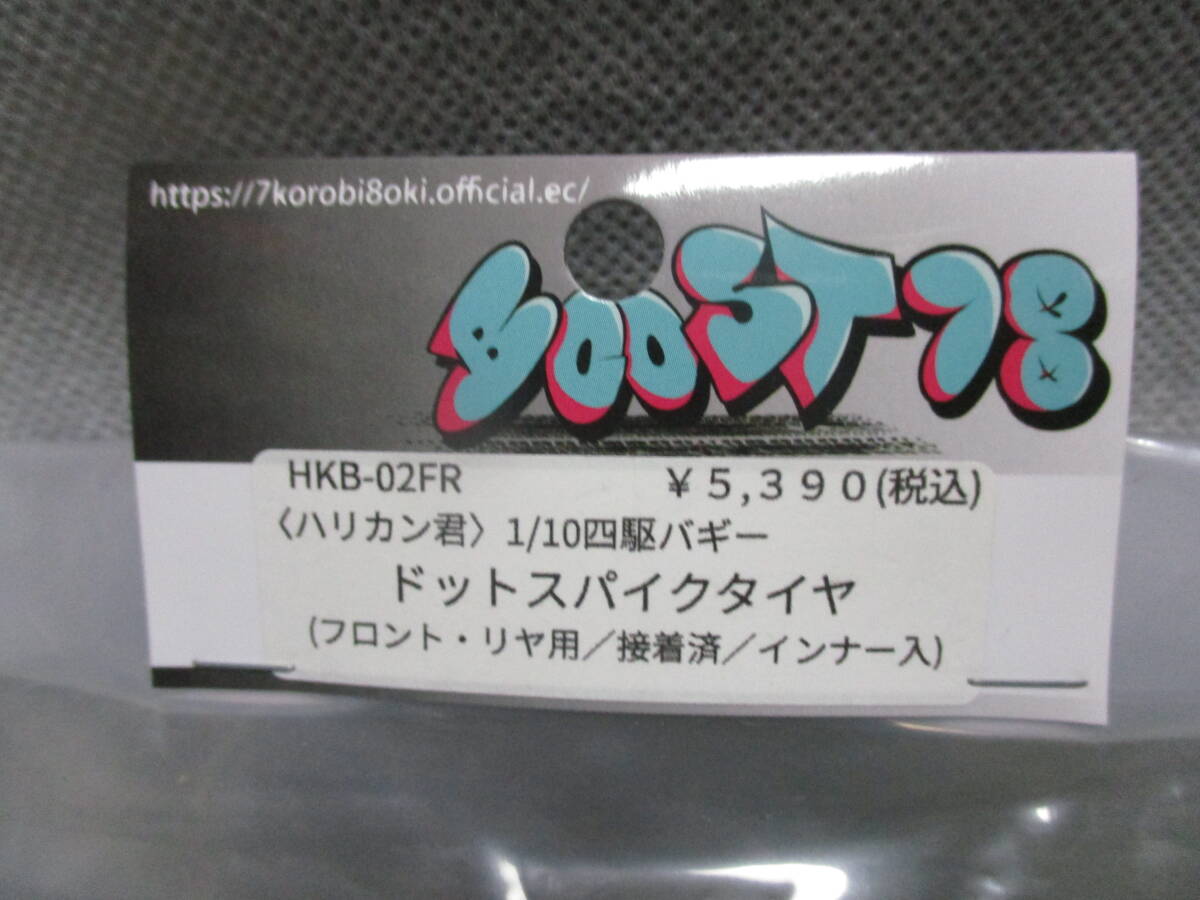 https://7korobi8oki.official.ec/
BOOST78
HKB-02FR ￥５,３９０(税込)
〈ハリカン君〉1/10四駆バギー
ドットスパイクタイヤ
(フロント・リヤ用／接着済／インナー入)